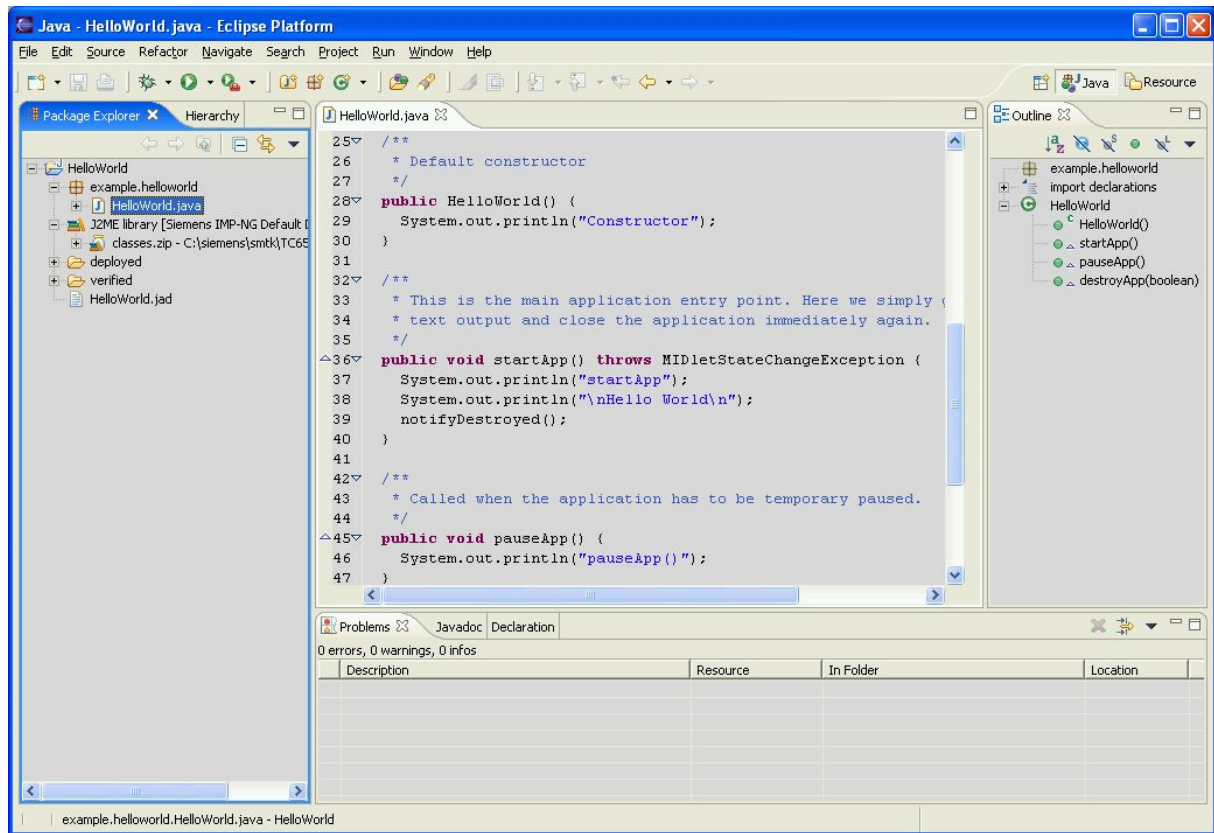 Java - HelloWorld.java - Eclipse Platform
File Edit Source Refactor Navigate Search Project Run Window Help
Java Resource
Package Explorer Hierarchy
HelloWorld
example.helloworld
HelloWorld.java
J2ME library [Siemens IMP-NG Default
classes.zip - C:\siemens\smtk\TC65
deployed
verified
HelloWorld.jad
HelloWorld.java
25 /**
26 * Default constructor
27 */
28 public HelloWorld() {
29 System.out.println("Constructor");
30 }
31
32 /**
33 * This is the main application entry point. Here we simply
34 * text output and close the application immediately again.
35 */
36 public void startApp() throws MIDletStateChangeException {
37 System.out.println("startApp");
38 System.out.println("\nHello World\n");
39 notifyDestroyed();
40 }
41
42 /**
43 * Called when the application has to be temporary paused.
44 */
45 public void pauseApp() {
46 System.out.println("pauseApp()");
47 }
Outline
example.helloworld
import declarations
HelloWorld
HelloWorld()
startApp()
pauseApp()
destroyApp(boolean)
Problems Javadoc Declaration
0 errors, 0 warnings, 0 infos
Description Resource In Folder Location
example.helloworld.HelloWorld.java - HelloWorld